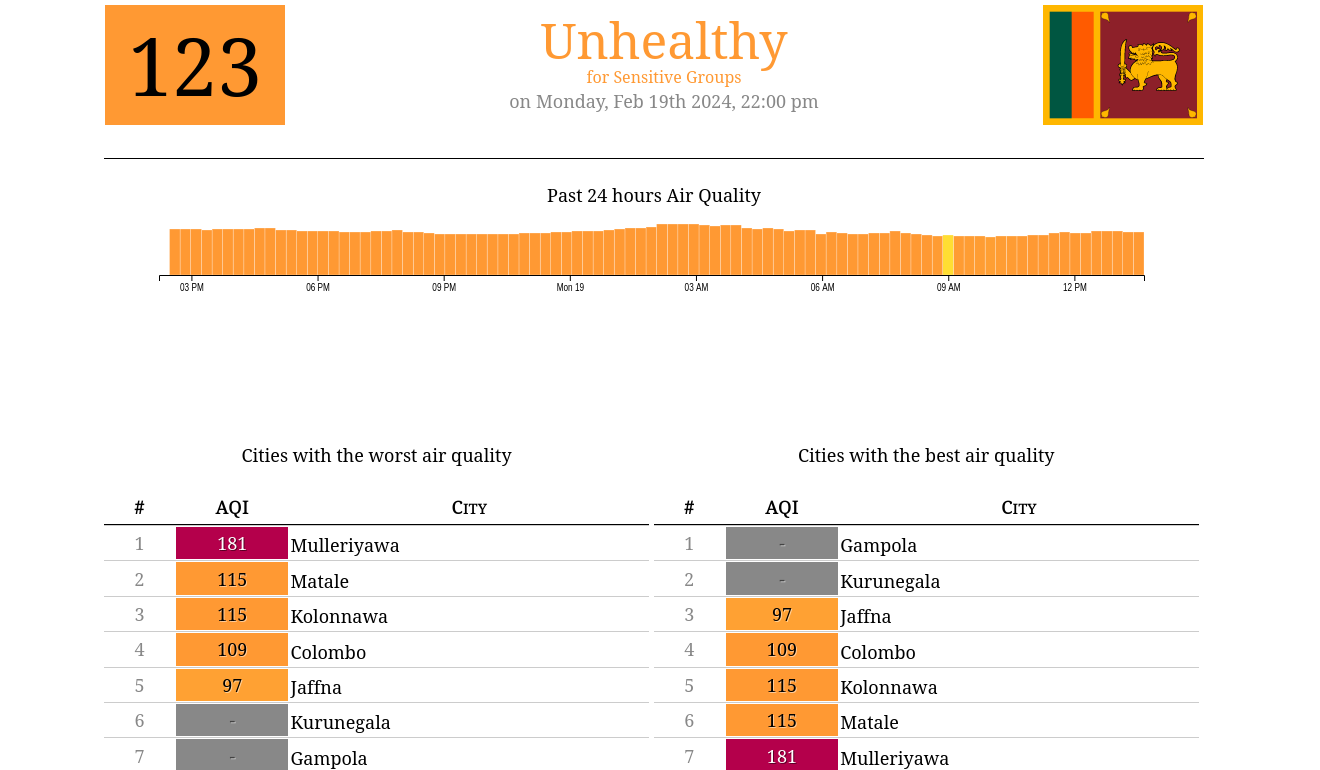 123
Unhealthy
for Sensitive Groups
on Monday, Feb 19th 2024, 22:00 pm
Past 24 hours Air Quality
03 PM 06 PM 09 PM Mon 19 03 AM 06 AM 09 AM 12 PM
Cities with the worst air quality
# AQI City
1 181 Mulleriyawa
2 115 Matale
3 115 Kolonnawa
4 109 Colombo
5 97 Jaffna
6 - Kurunegala
7 - Gampola
Cities with the best air quality
# AQI City
1 - Gampola
2 - Kurunegala
3 97 Jaffna
4 109 Colombo
5 115 Kolonnawa
6 115 Matale
7 181 Mulleriyawa